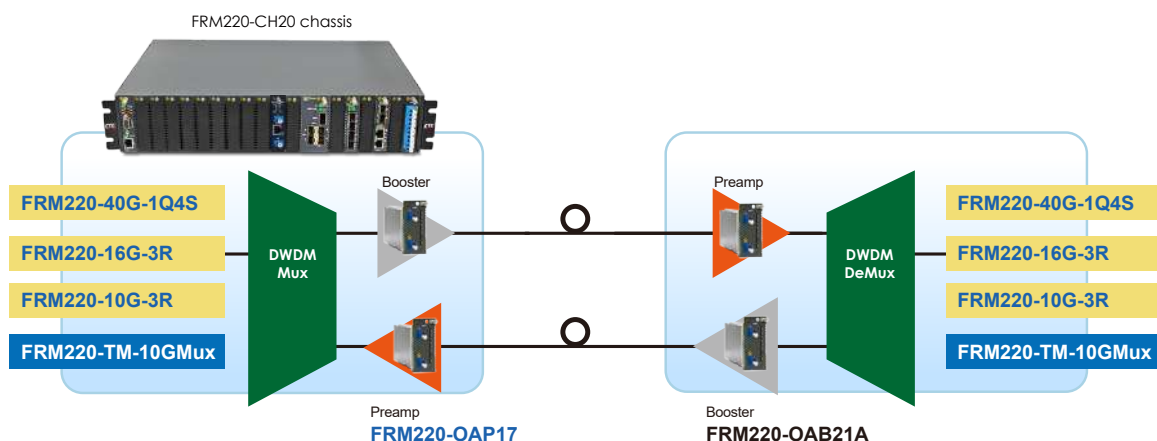 FRM220-CH20 chassis
Booster
Preamp
FRM220-40G-1Q4S
FRM220-16G-3R
FRM220-10G-3R
FRM220-TM-10GMux
DWDM
Mux
DWDM
DeMux
FRM220-40G-1Q4S
FRM220-16G-3R
FRM220-10G-3R
FRM220-TM-10GMux
Preamp
FRM220-OAP17
Booster
FRM220-OAB21A